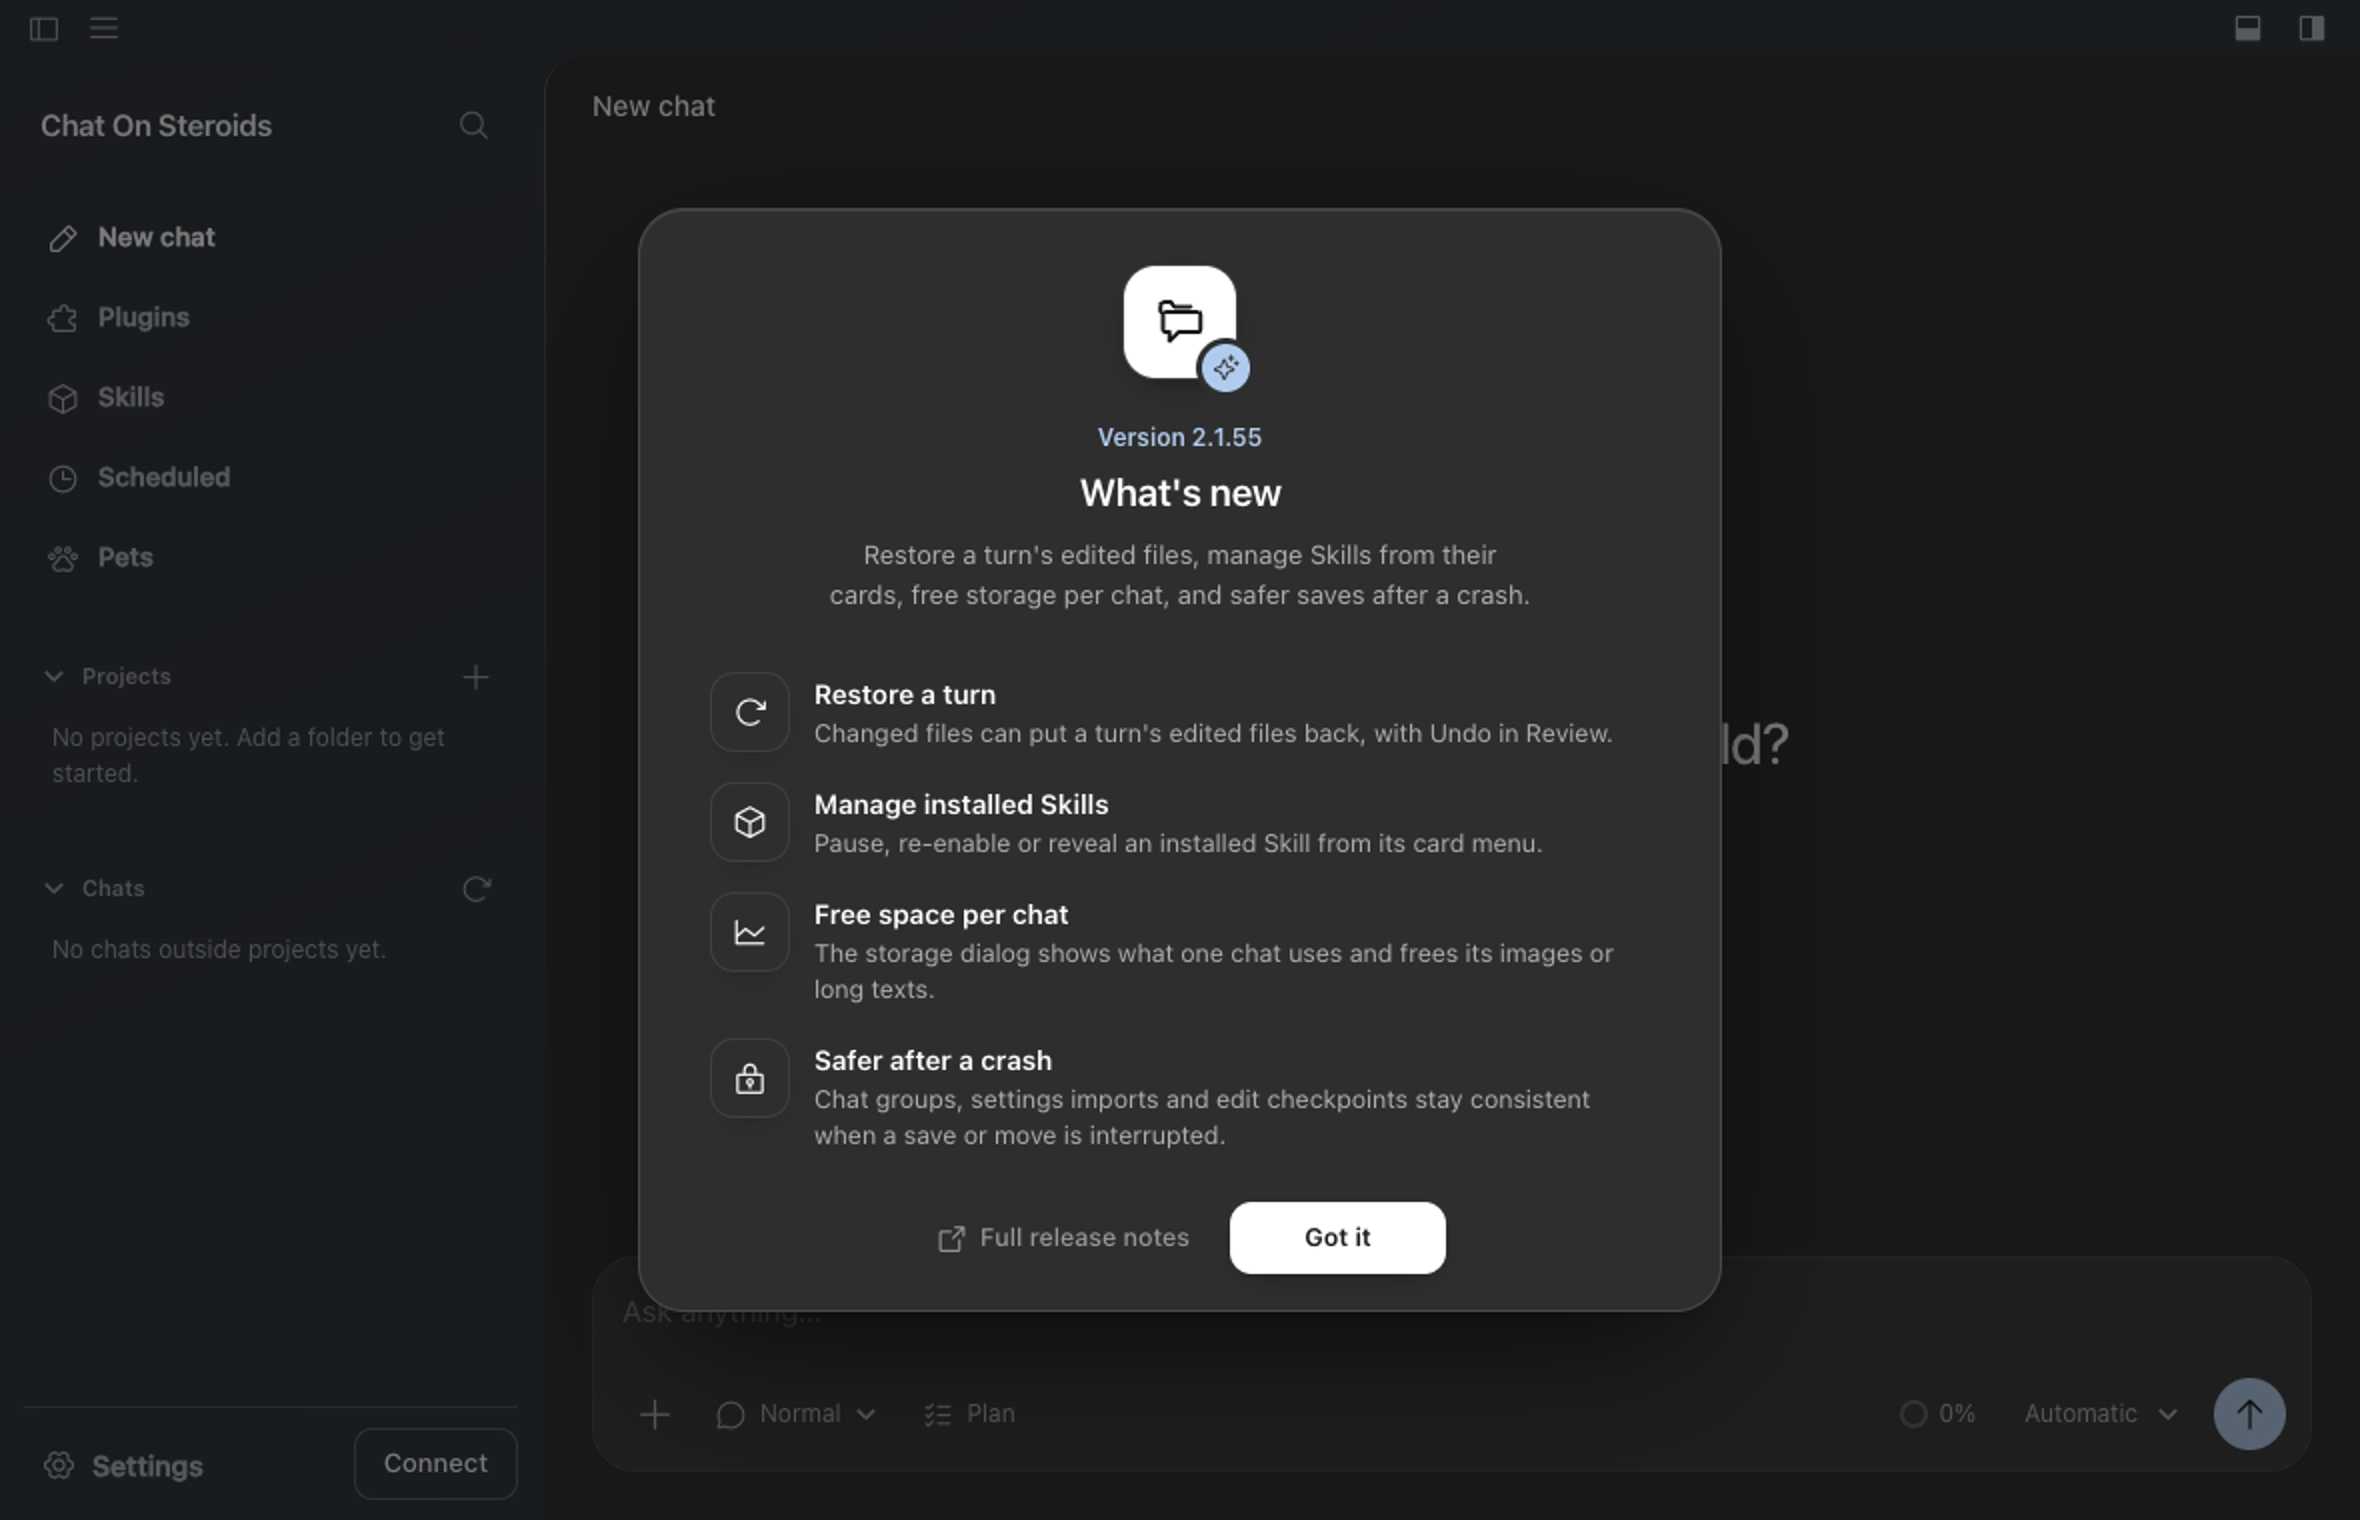 Chat On Steroids
New chat
Plugins
Skills
Scheduled
Pets
Projects
No projects yet. Add a folder to get
started.
Chats
No chats outside projects yet.
Settings
Connect
New chat
ld?
Version 2.1.55
What's new
Restore a turn's edited files, manage Skills from their
cards, free storage per chat, and safer saves after a crash.
Restore a turn
Changed files can put a turn's edited files back, with Undo in Review.
Manage installed Skills
Pause, re-enable or reveal an installed Skill from its card menu.
Free space per chat
The storage dialog shows what one chat uses and frees its images or
long texts.
Safer after a crash
Chat groups, settings imports and edit checkpoints stay consistent
when a save or move is interrupted.
Full release notes
Got it
Ask anything...
Normal
Plan
0%
Automatic